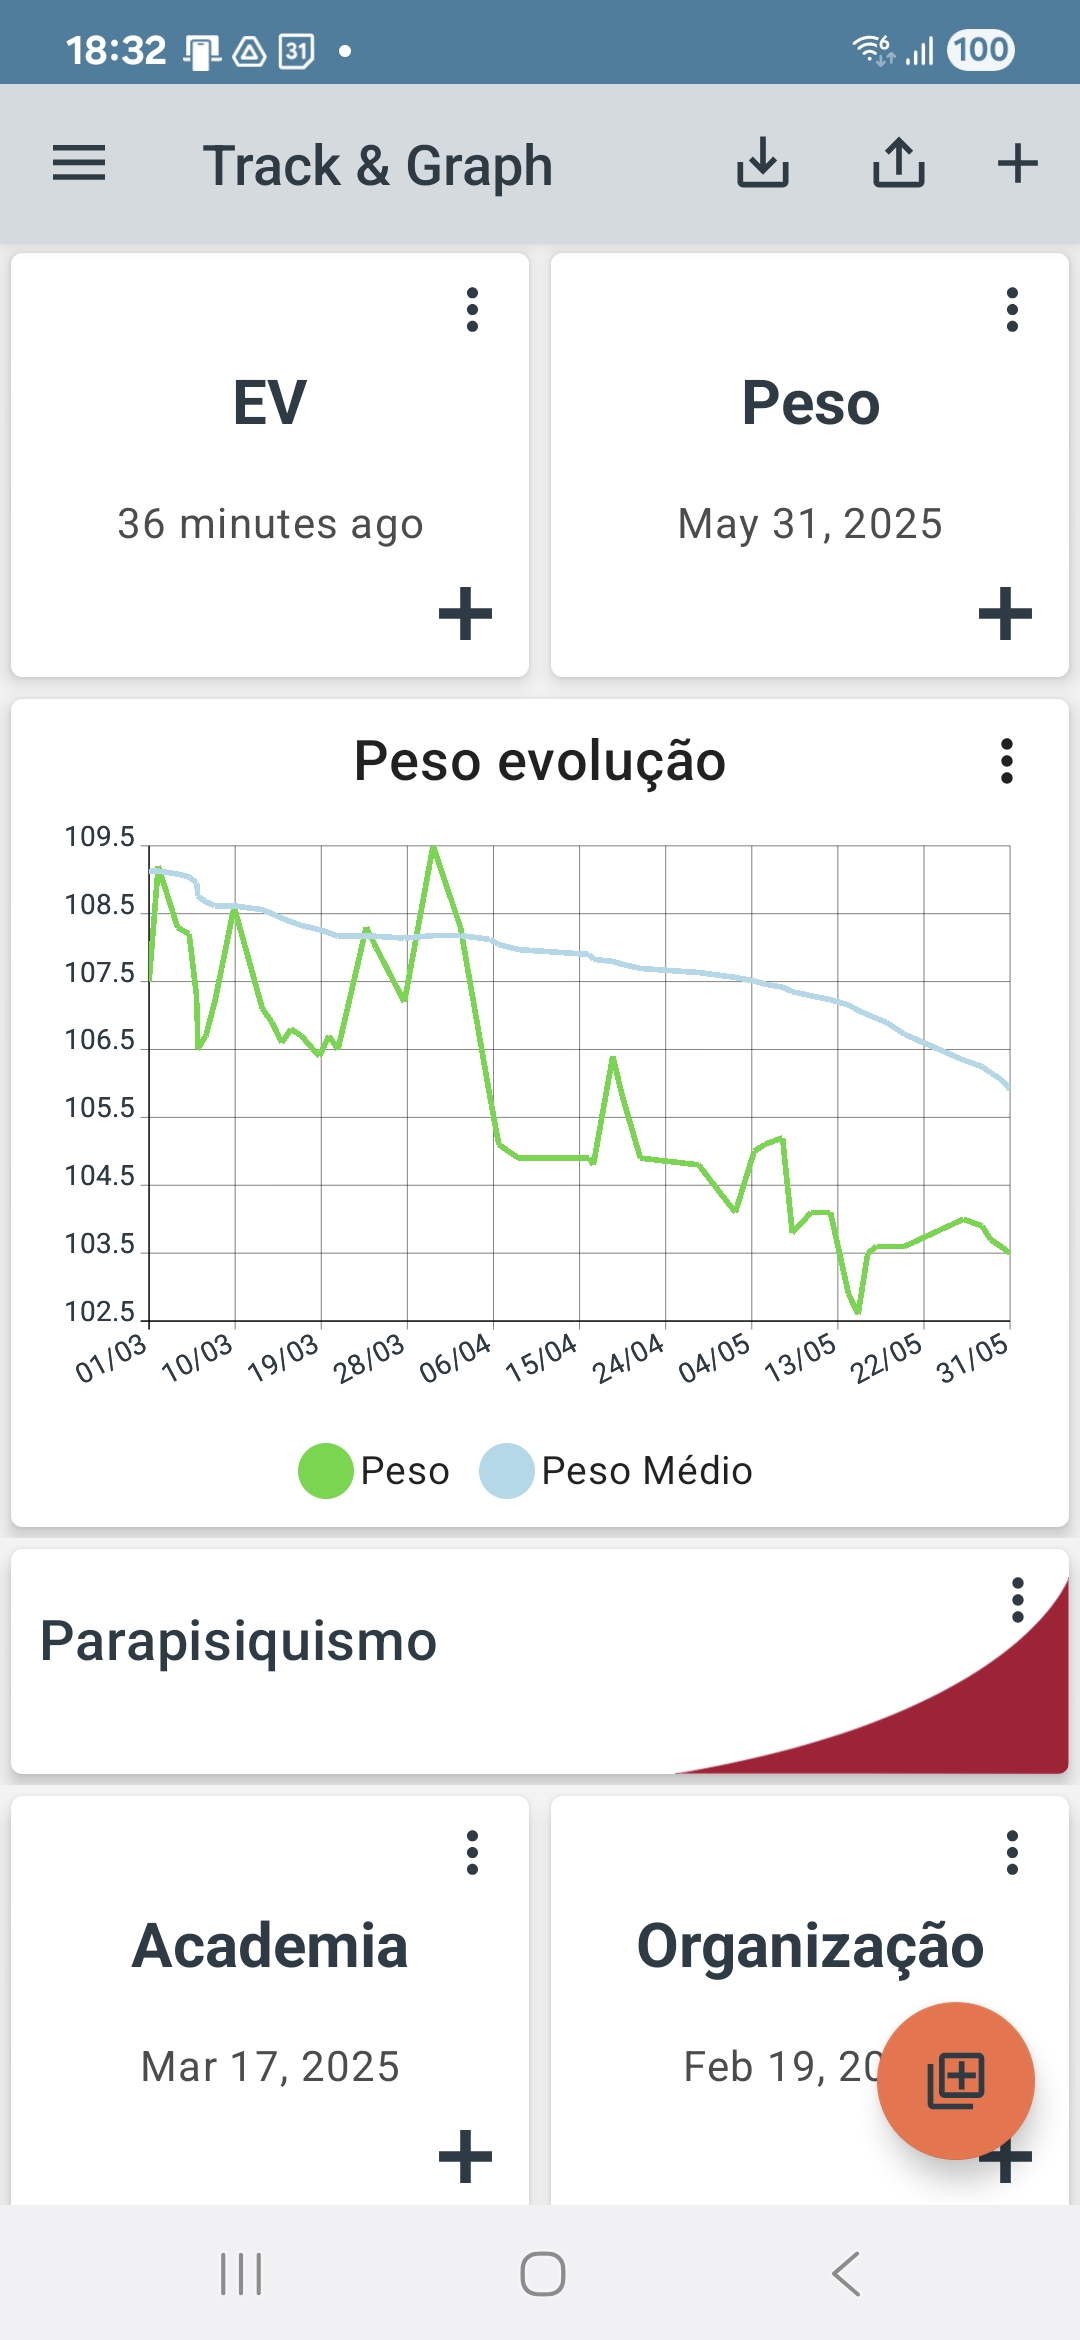 18:32 31 6 100
Track & Graph
EV
Peso
36 minutes ago
May 31, 2025
Peso evolução
109.5
108.5
107.5
106.5
105.5
104.5
103.5
102.5
01/03 10/03 19/03 28/03 06/04 15/04 24/04 04/05 13/05 22/05 31/05
Peso Peso Médio
Parapisiquismo
Academia
Organização
Mar 17, 2025
Feb 19, 20